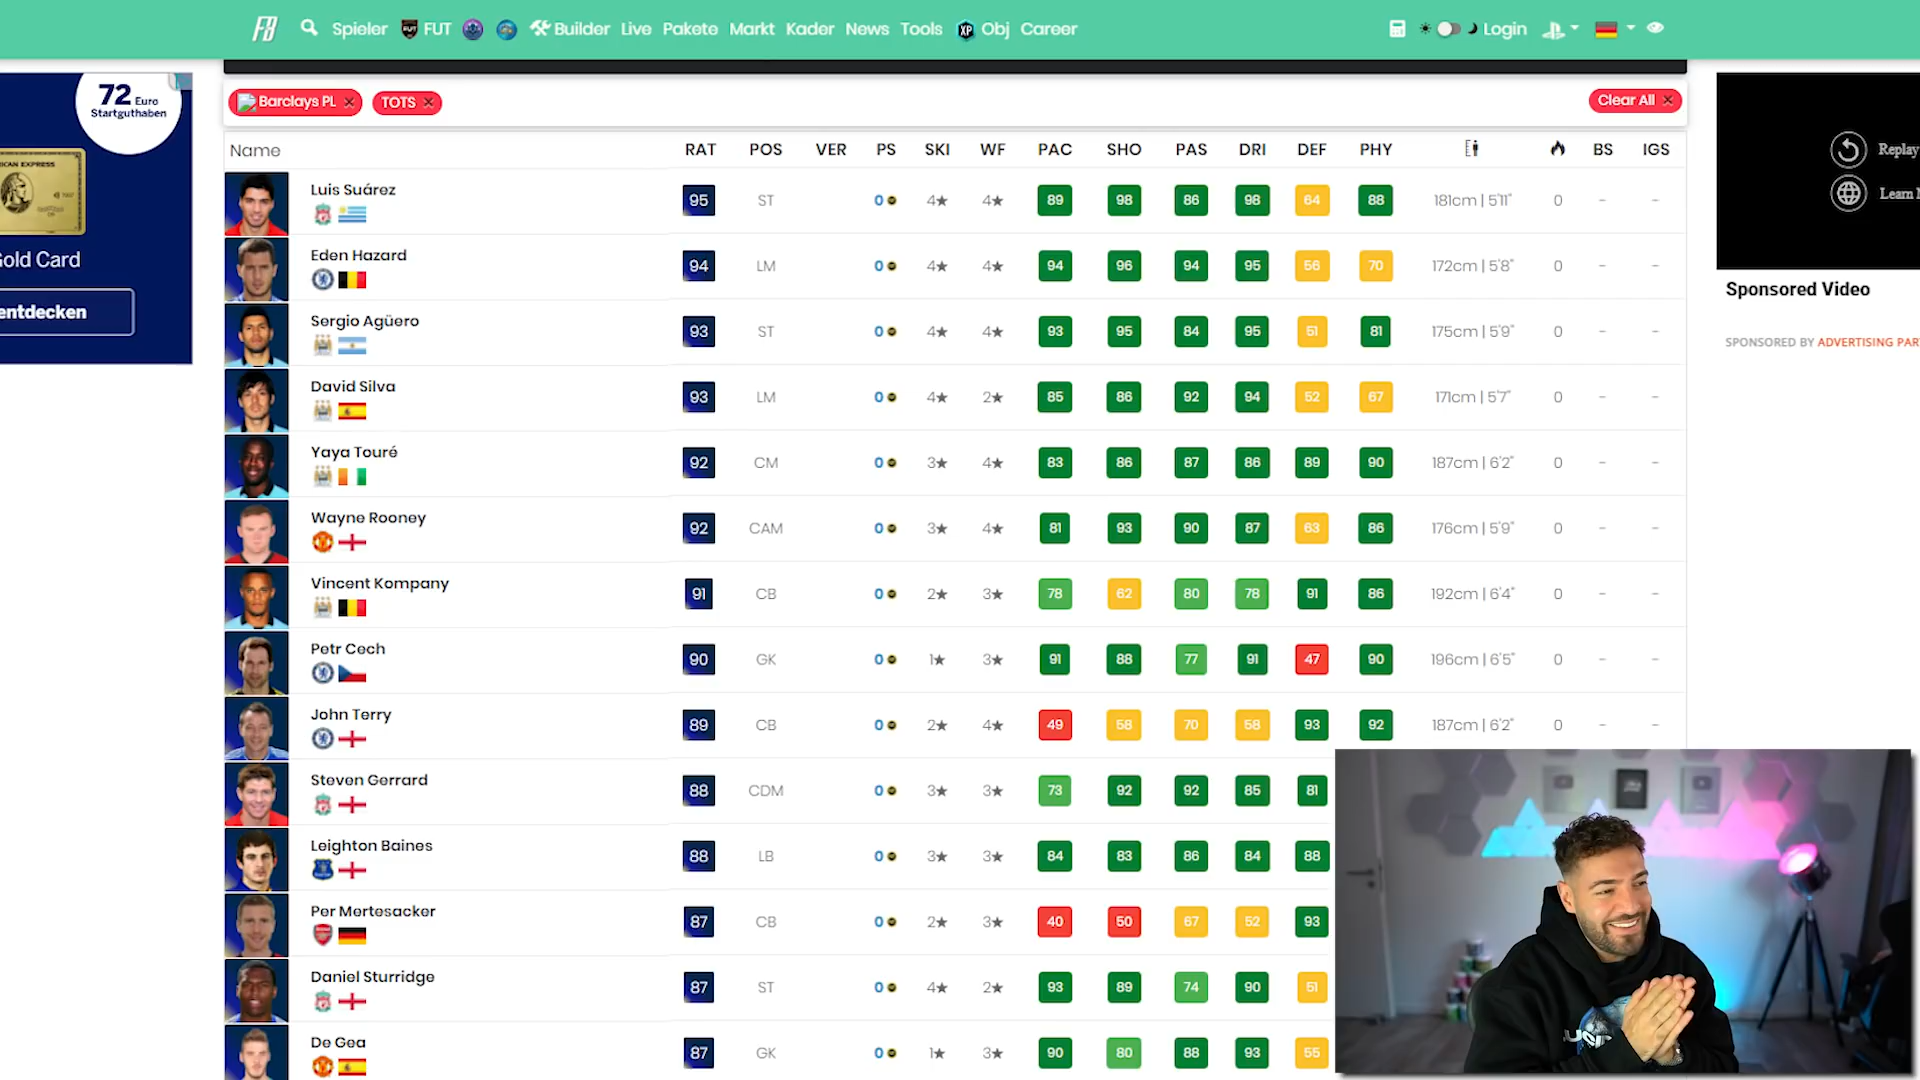 Spieler FUT Builder Live Pakete Markt Kader News Tools XP Obj Career Login
72 Euro
Startguthaben
ICAN EXPRESS
Gold Card
entdecken
Barclays PL × TOTS × Clear All ×
Name RAT POS VER PS SKI WF PAC SHO PAS DRI DEF PHY BS IGS
Luis Suárez 95 ST 0 4★ 4★ 89 98 86 98 64 88 181cm | 5'11" 0 - -
Eden Hazard 94 LM 0 4★ 4★ 94 96 94 95 56 70 172cm | 5'8" 0 - -
Sergio Agüero 93 ST 0 4★ 4★ 93 95 84 95 51 81 175cm | 5'9" 0 - -
David Silva 93 LM 0 4★ 2★ 85 86 92 94 52 67 171cm | 5'7" 0 - -
Yaya Touré 92 CM 0 3★ 4★ 83 86 87 86 89 90 187cm | 6'2" 0 - -
Wayne Rooney 92 CAM 0 3★ 4★ 81 93 90 87 63 86 176cm | 5'9" 0 - -
Vincent Kompany 91 CB 0 2★ 3★ 78 62 80 78 91 86 192cm | 6'4" 0 - -
Petr Cech 90 GK 0 1★ 3★ 91 88 77 91 47 90 196cm | 6'5" 0 - -
John Terry 89 CB 0 2★ 4★ 49 58 70 58 93 92 187cm | 6'2" 0 - -
Steven Gerrard 88 CDM 0 3★ 3★ 73 92 92 85 81
Leighton Baines 88 LB 0 3★ 3★ 84 83 86 84 88
Per Mertesacker 87 CB 0 2★ 3★ 40 50 67 52 93
Daniel Sturridge 87 ST 0 4★ 2★ 93 89 74 90 51
De Gea 87 GK 0 1★ 3★ 90 80 88 93 55
Replay
Learn
Sponsored Video
SPONSORED BY ADVERTISING PAR